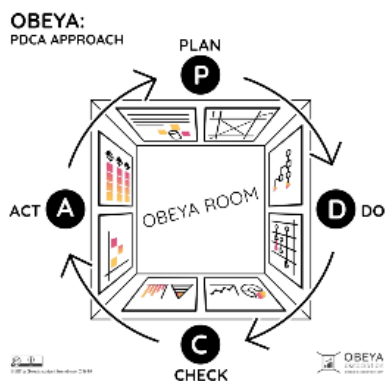 OBEYA:
PDCA APPROACH
PLAN
P
ACT
A
OBEYA ROOM
D
DO
C
CHECK
OBEYA